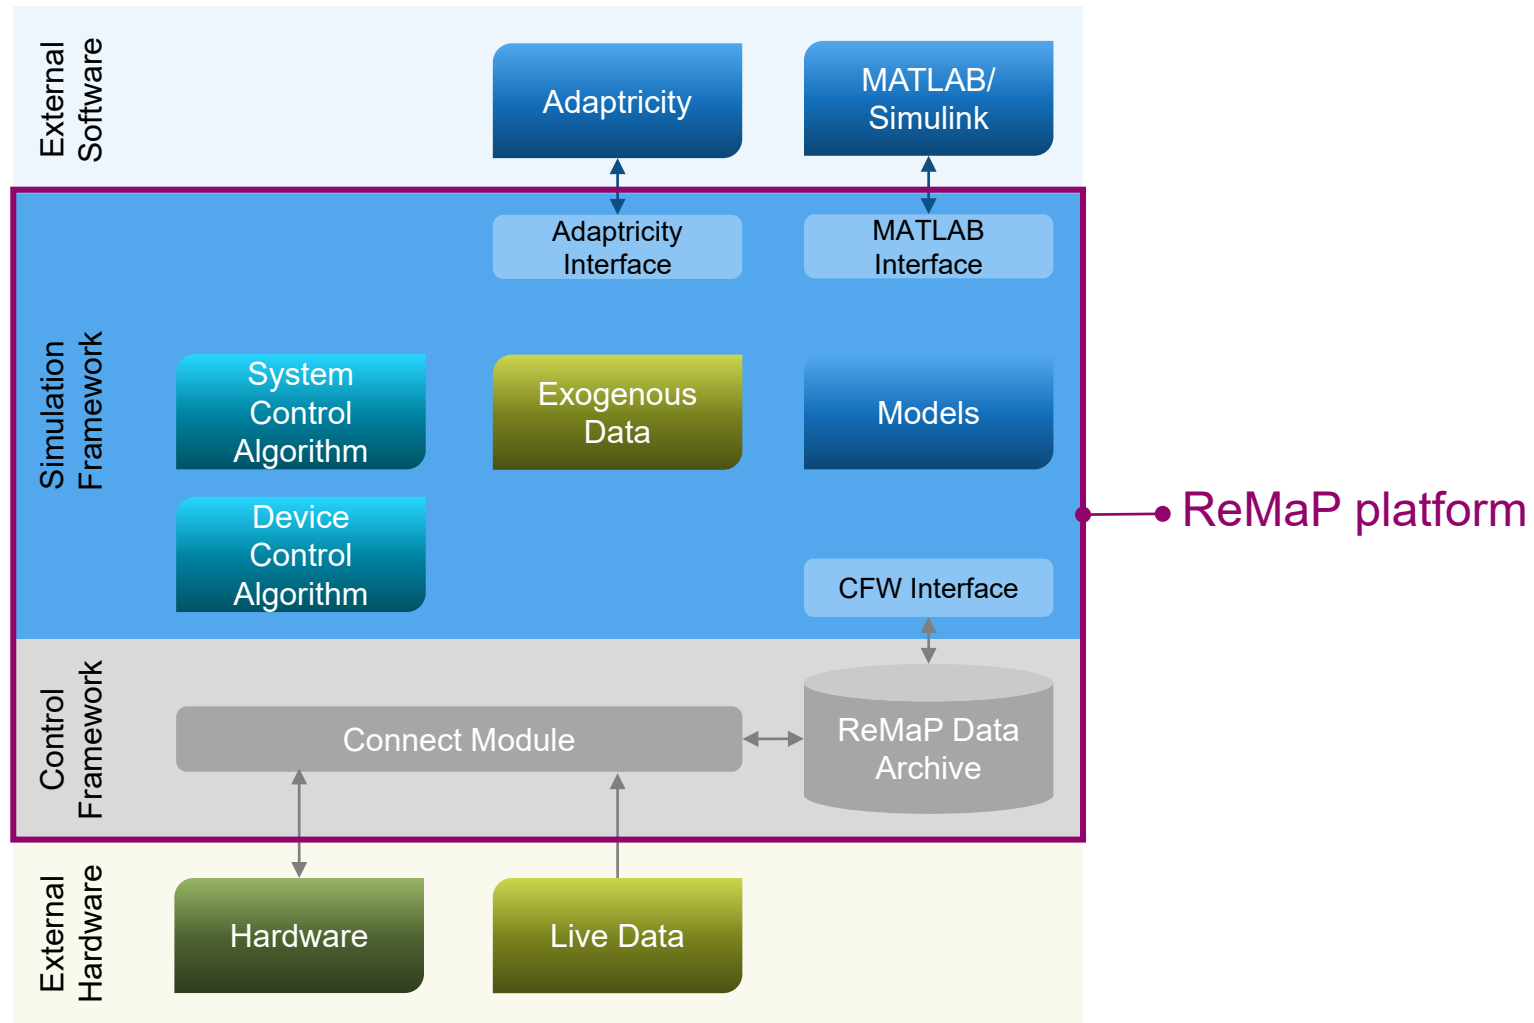 External
Software
Adaptricity
MATLAB/
Simulink
Adaptricity
Interface
MATLAB
Interface
Simulation
Framework
System
Control
Algorithm
Exogenous
Data
Models
Device
Control
Algorithm
CFW Interface
ReMaP platform
Control
Framework
Connect Module
ReMaP Data
Archive
External
Hardware
Hardware
Live Data